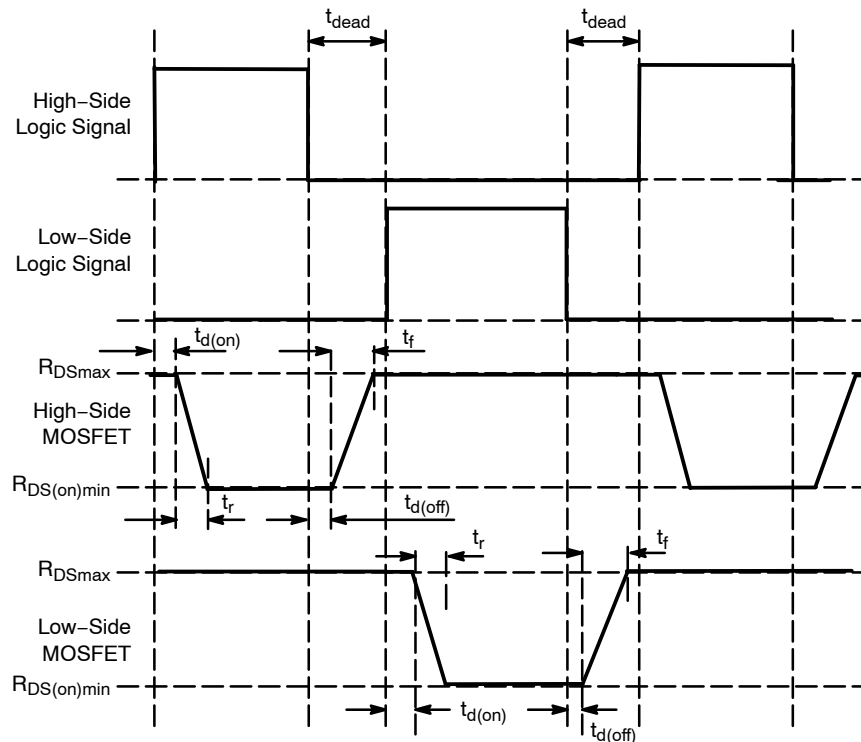 t_dead t_dead
High–Side
Logic Signal
Low–Side
Logic Signal
t_d(on) t_f
R_DSmax
High–Side
MOSFET
R_DS(on)min
t_r t_d(off)
t_r t_f
R_DSmax
Low–Side
MOSFET
R_DS(on)min
t_d(on) t_d(off)